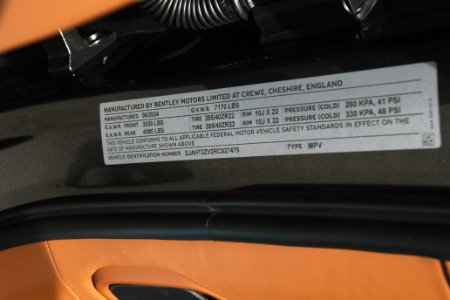 MANUFACTURED BY BENTLEY MOTORS LIMITED AT CREWE, CHESHIRE, ENGLAND
MANUFACTURED 06/2024 G.V.W.R. 7170 LBS
G.A.W.R. FRONT 3530 LBS TIRE 285/40ZR22 RIM 10J X 22 PRESSURE (COLD) 280 KPA, 41 PSI
G.A.W.R. REAR 4080 LBS TIRE 285/40ZR22 RIM 10J X 22 PRESSURE (COLD) 330 KPA, 48 PSI
THIS VEHICLE CONFORMS TO ALL APPLICABLE FEDERAL MOTOR VEHICLE SAFETY STANDARDS IN EFFECT ON THE
DATE OF MANUFACTURE SHOWN ABOVE
VEHICLE IDENTIFICATION NUMBER SJAHT2ZV2RC027475 TYPE MPV